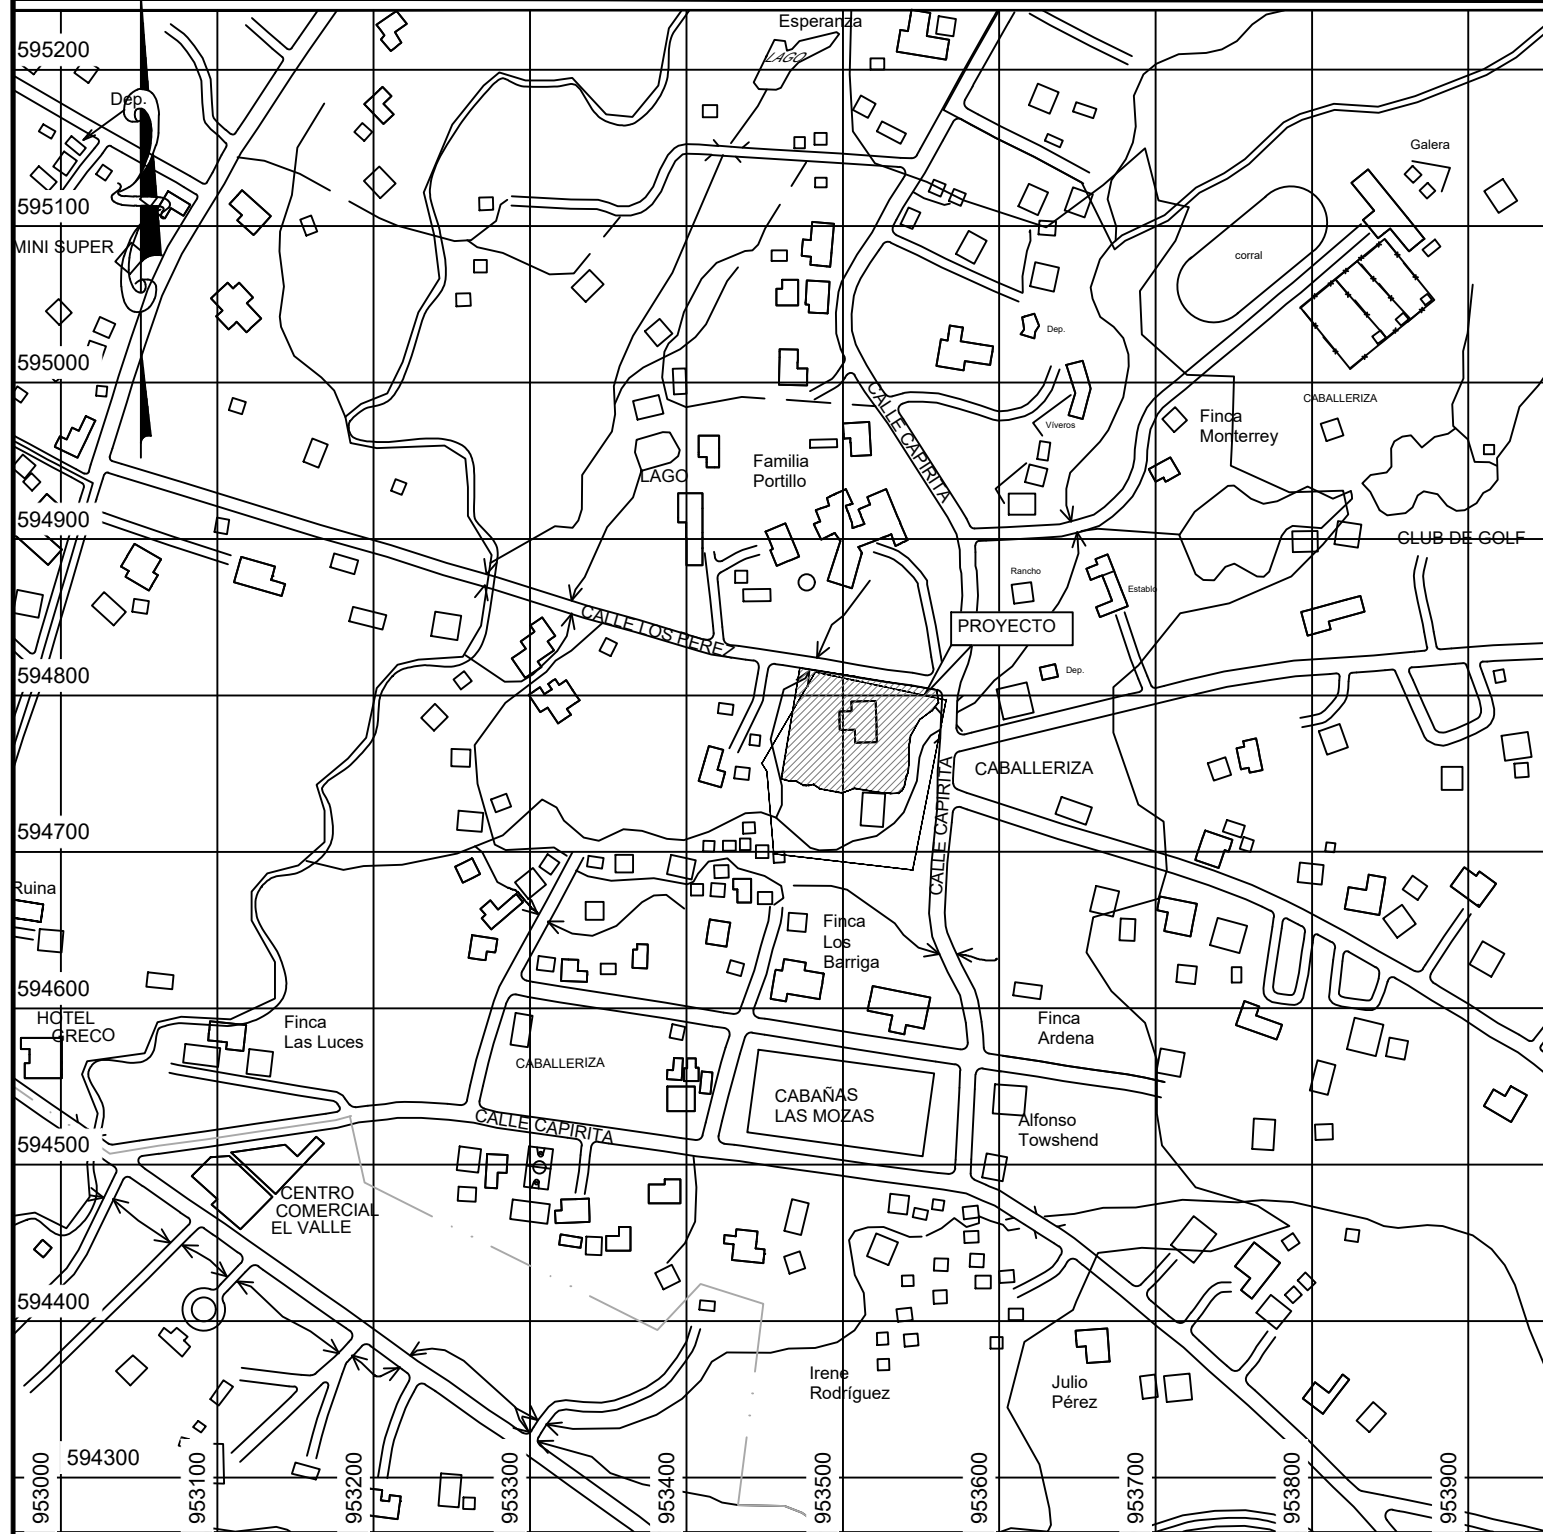 Esperanza
595200
LAGO
Dep.
Galera
595100
MINI SUPER
corral
Dep.
595000
CALLE CAPIRITA
CABALLERIZA
Finca
Monterrey
Viveros
Familia
Portillo
LAGO
594900
CLUB DE GOLF
Rancho
Establo
CALLE LOS PEREZ
PROYECTO
594800
Dep.
CABALLERIZA
CALLE CAPIRITA
594700
Ruina
Finca
Los
Barriga
594600
HOTEL
GRECO
Finca
Las Luces
Finca
Ardena
CABALLERIZA
CABAÑAS
LAS MOZAS
CALLE CAPIRITA
Alfonso
Towshend
594500
CENTRO
COMERCIAL
EL VALLE
594400
Irene
Rodríguez
Julio
Pérez
594300
953000
953100
953200
953300
953400
953500
953600
953700
953800
953900